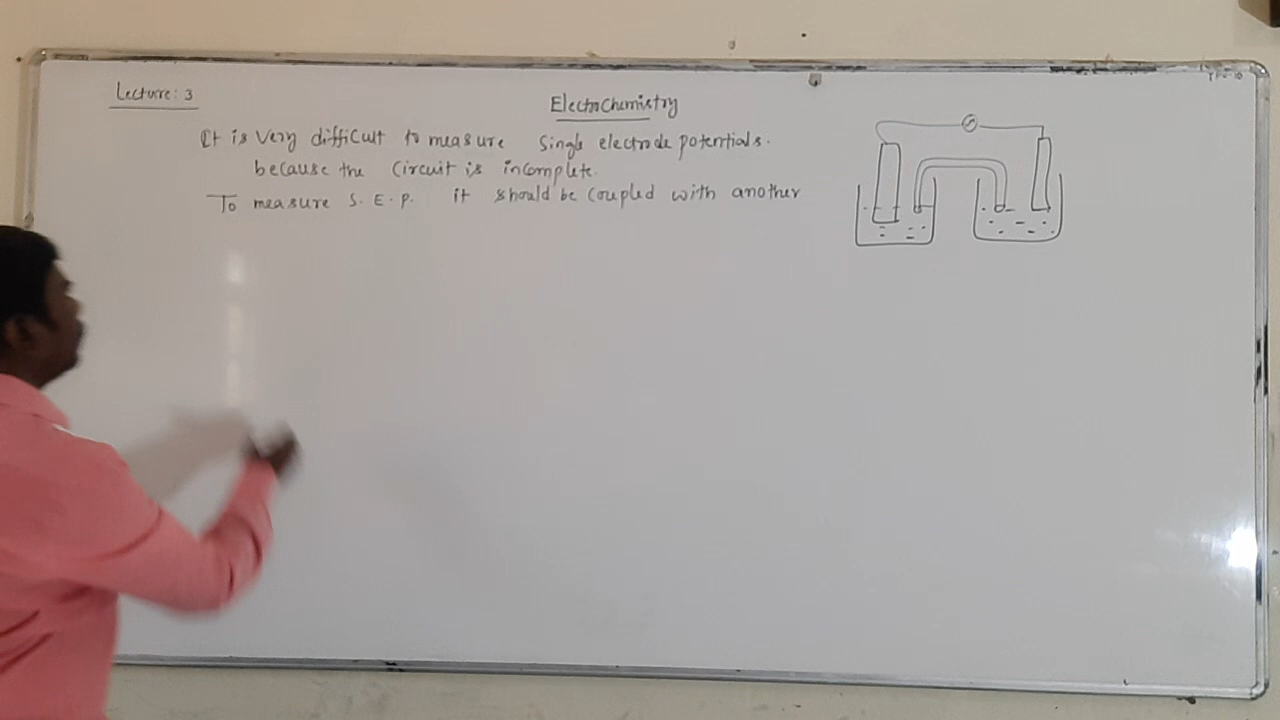 Lecture: 3
ElectroChemistry
It is Very difficult to measure Single electrode potentials.
because the Circuit is incomplete.
To measure S. E. P. it should be Coupled with another